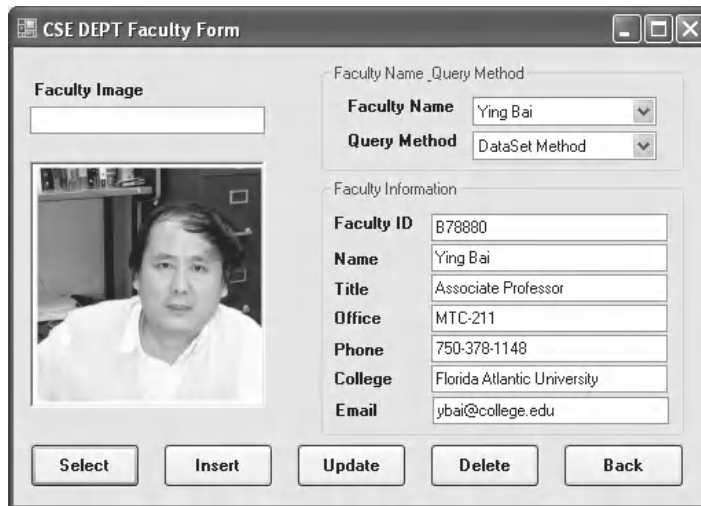 CSE DEPT Faculty Form
Faculty Image
Faculty Name _Query Method
Faculty Name Ying Bai
Query Method DataSet Method
Faculty Information
Faculty ID B78880
Name Ying Bai
Title Associate Professor
Office MTC-211
Phone 750-378-1148
College Florida Atlantic University
Email ybai@college.edu
Select Insert Update Delete Back